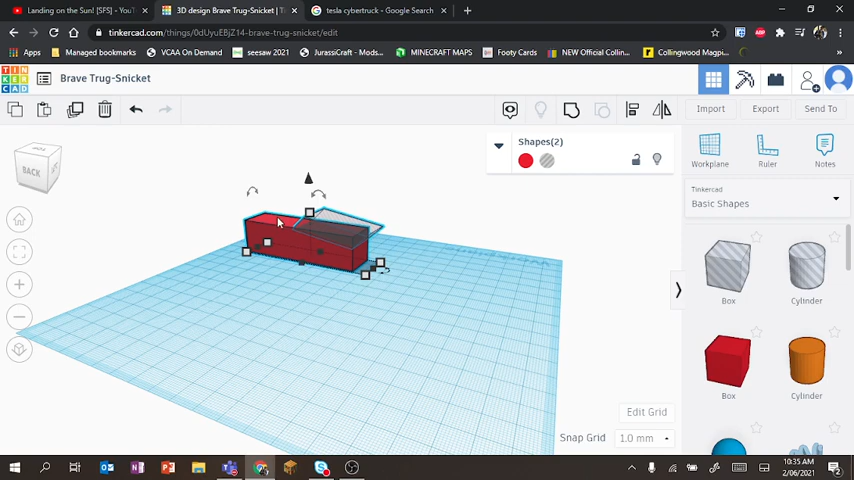 Landing on the Sun! [SFS] - YouT
3D design Brave Trug-Snicket | T
tesla cybertruck - Google Search
tinkercad.com/things/0dUyuEBjZ14-brave-trug-snicket/edit
Apps
Managed bookmarks
VCAA On Demand
seesaw 2021
JurassiCraft - Mods...
MINECRAFT MAPS
Footy Cards
NEW Official Collin...
Collingwood Magpi...
TIN
KER
CAD
Brave Trug-Snicket
Import
Export
Send To
Shapes(2)
Workplane
Ruler
Notes
Tinkercad
Basic Shapes
BACK
Box
Cylinder
Box
Cylinder
Edit Grid
Snap Grid
1.0 mm
10:35 AM
2/06/2021